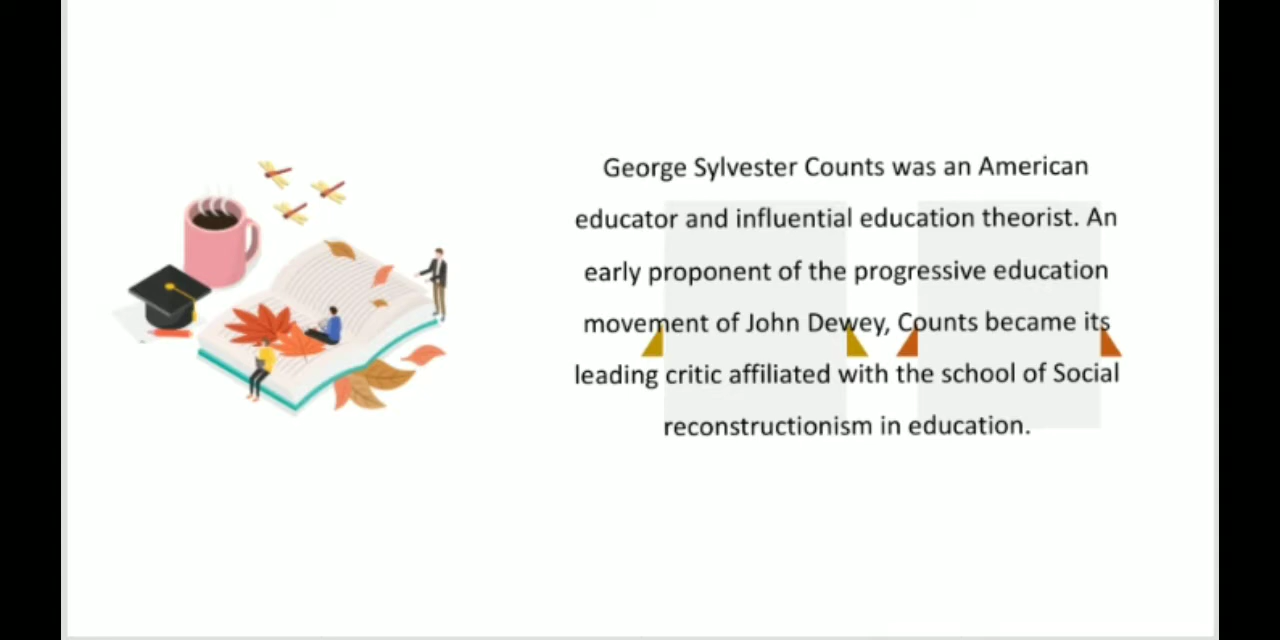 George Sylvester Counts was an American
educator and influential education theorist. An
early proponent of the progressive education
movement of John Dewey, Counts became its
leading critic affiliated with the school of Social
reconstructionism in education.